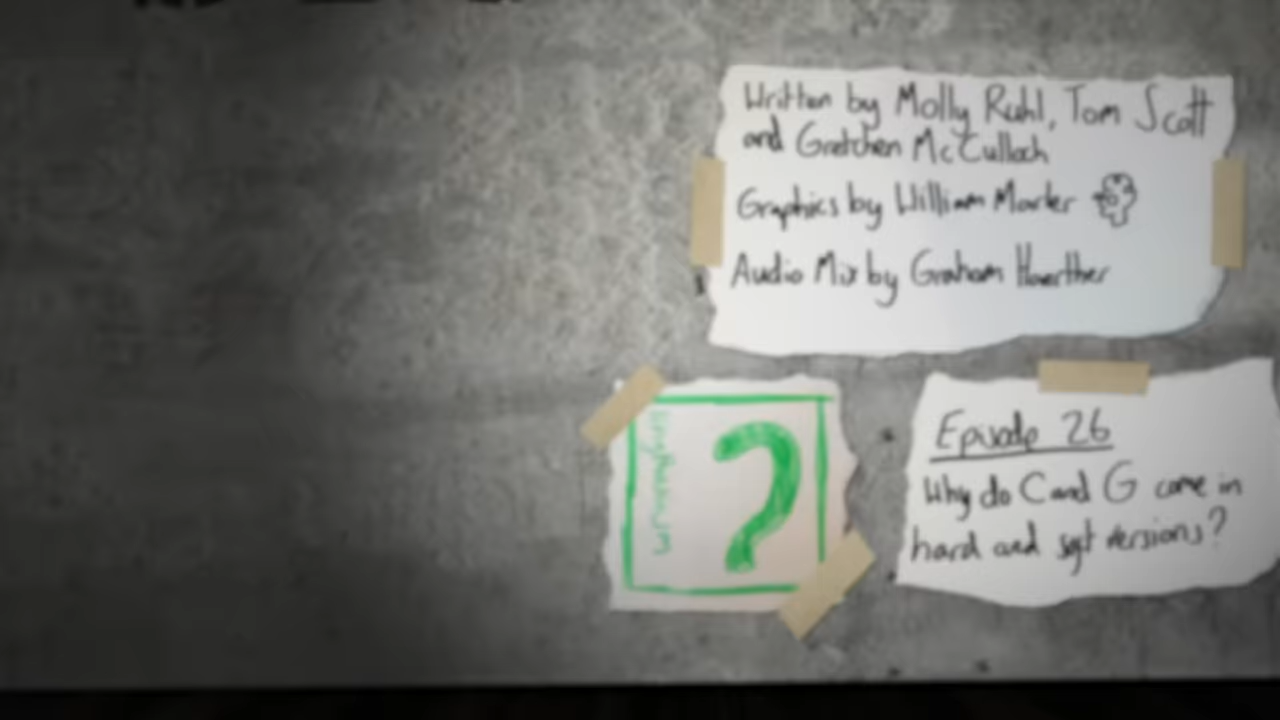 Written by Molly Ruhl, Tom Scott
and Gretchen McCulloch
Graphics by William Marler
Audio Mix by Graham Haerther
lingthusiasm
Episode 26
Why do C and G come in
hard and soft versions?